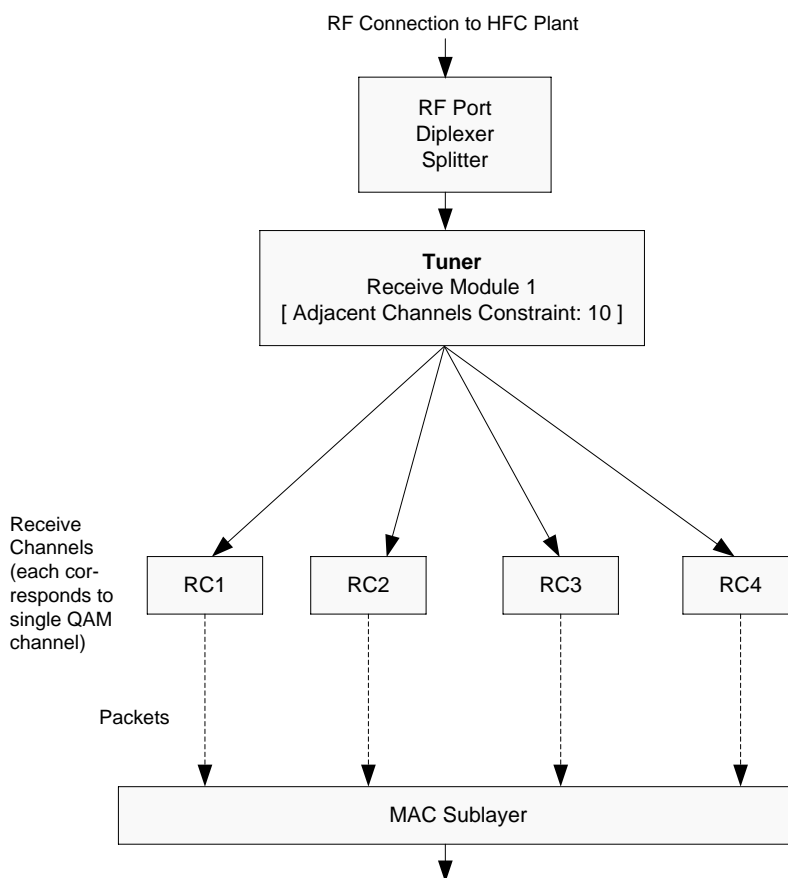 RF Connection to HFC Plant
RF Port
Diplexer
Splitter
Tuner
Receive Module 1
[ Adjacent Channels Constraint: 10 ]
Receive
Channels
(each cor-
responds to
single QAM
channel)
RC1
RC2
RC3
RC4
Packets
MAC Sublayer